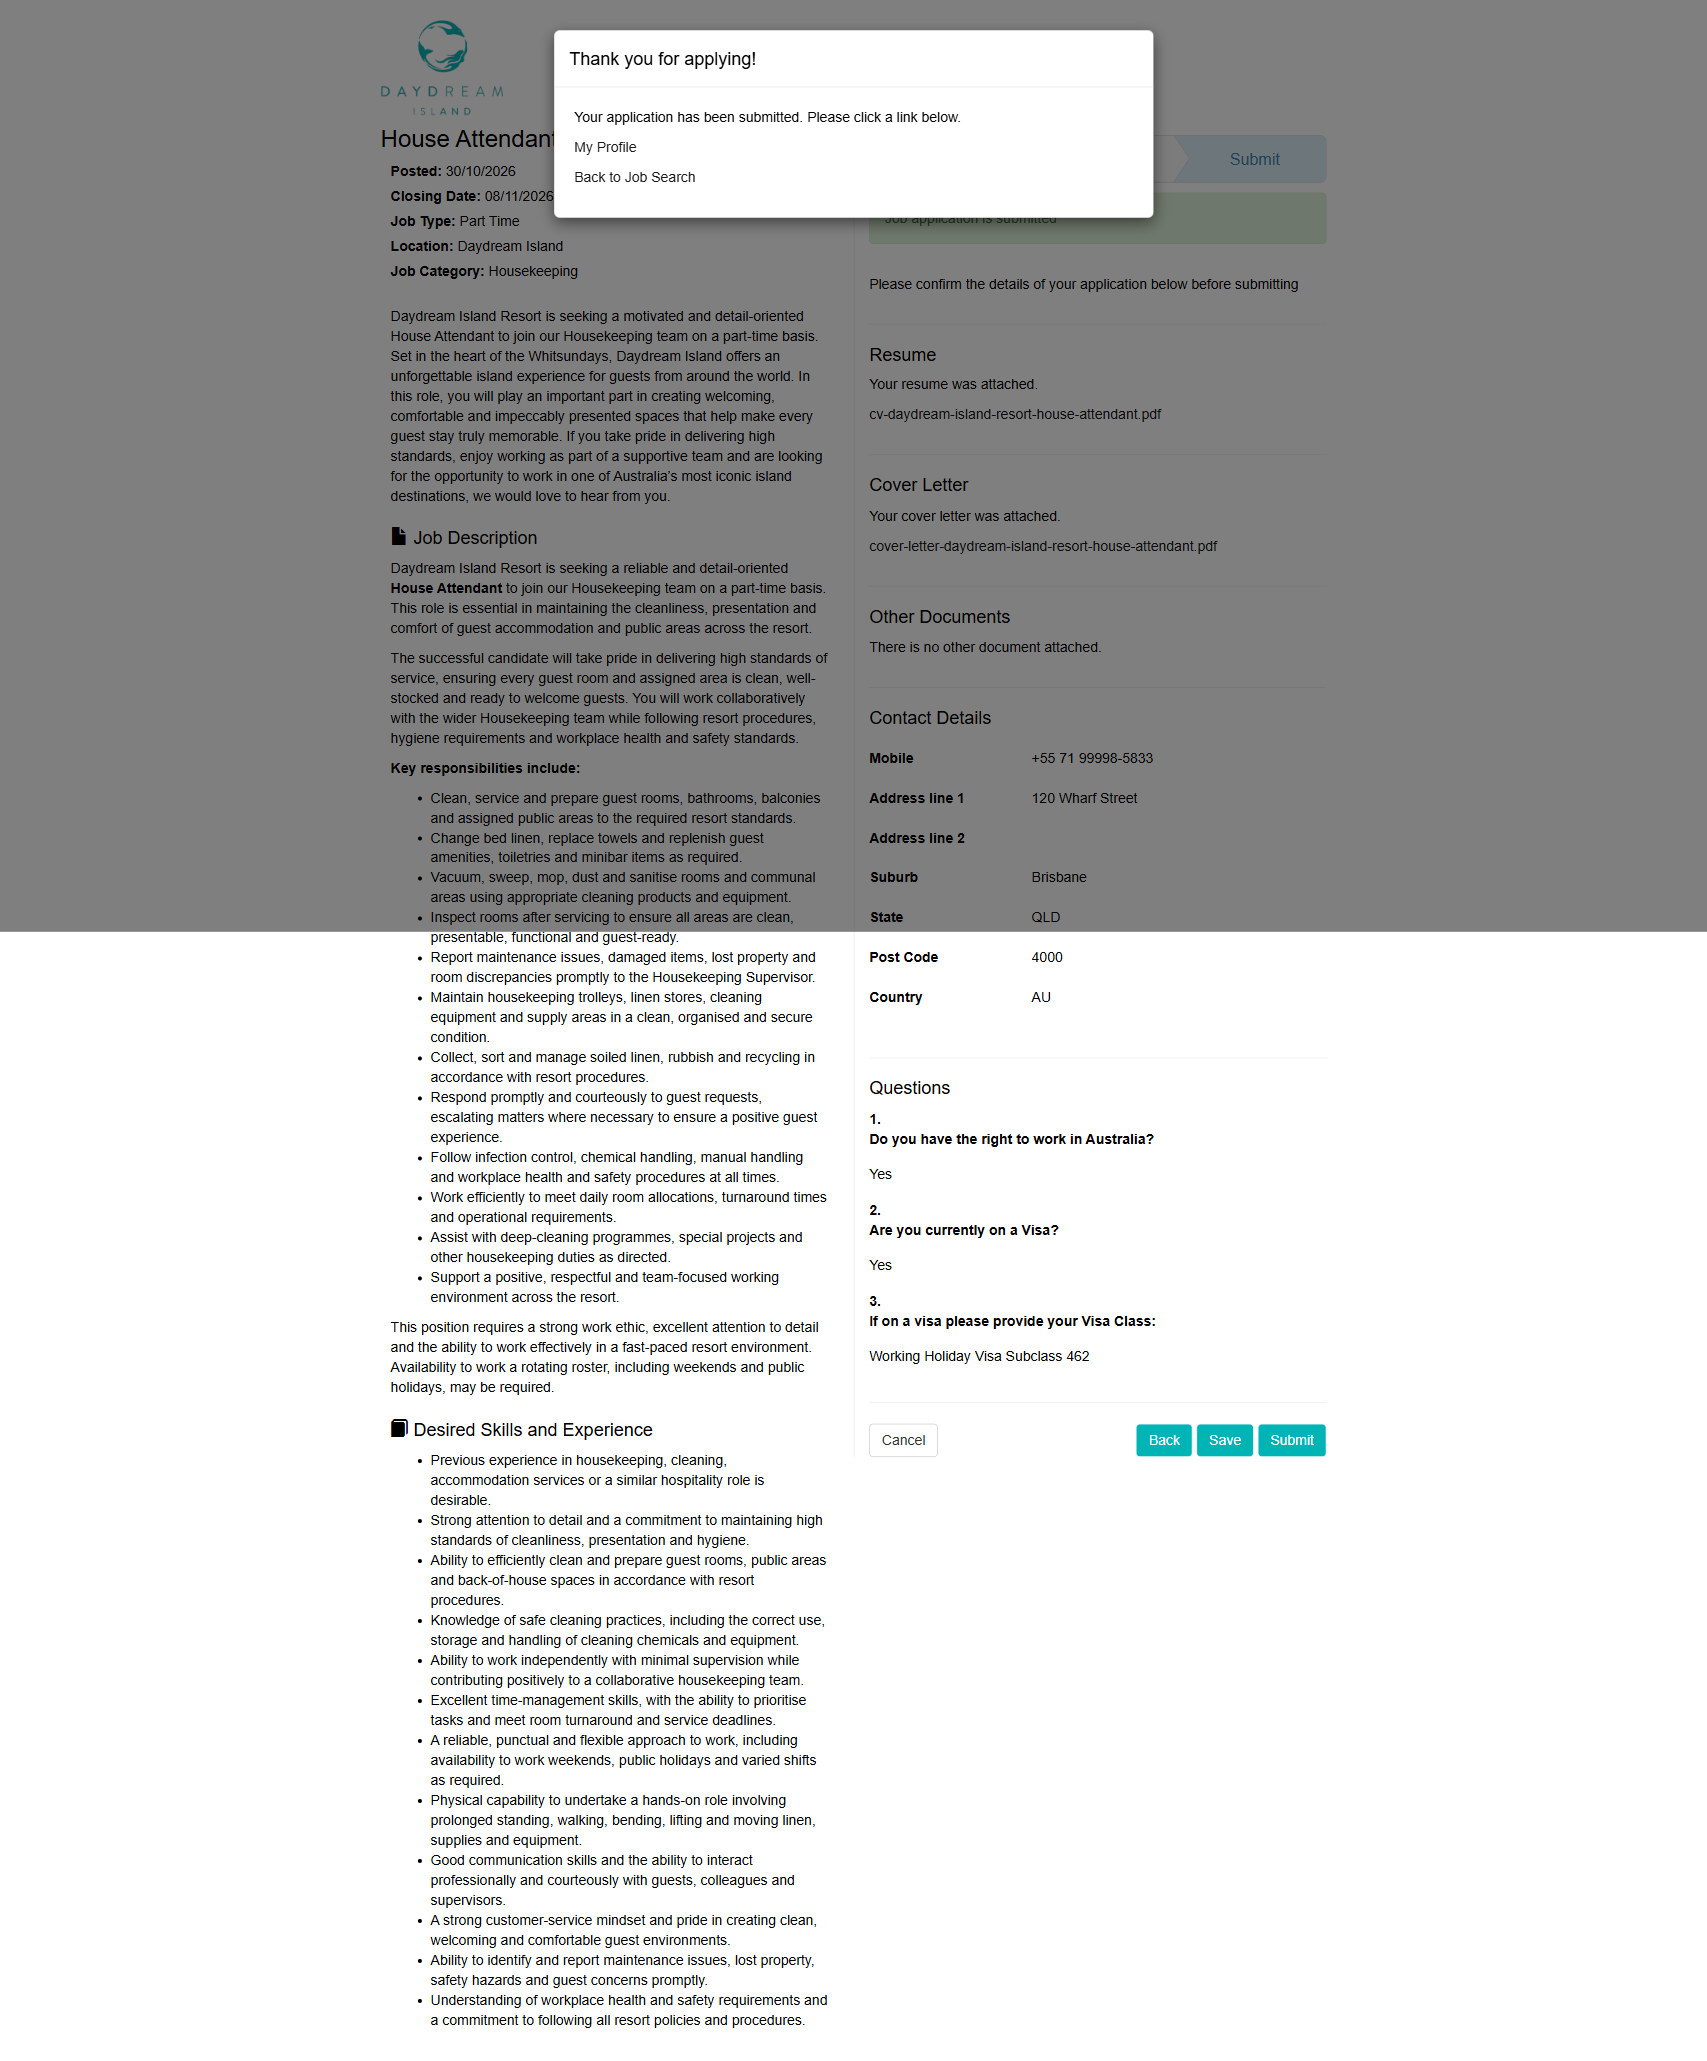 DAYDREAM
ISLAND
House Attendant
Posted: 30/10/2026
Closing Date: 08/11/2026
Job Type: Part Time
Location: Daydream Island
Job Category: Housekeeping
Daydream Island Resort is seeking a motivated and detail-oriented
House Attendant to join our Housekeeping team on a part-time basis.
Set in the heart of the Whitsundays, Daydream Island offers an
unforgettable island experience for guests from around the world. In
this role, you will play an important part in creating welcoming,
comfortable and impeccably presented spaces that help make every
guest stay truly memorable. If you take pride in delivering high
standards, enjoy working as part of a supportive team and are looking
for the opportunity to work in one of Australia's most iconic island
destinations, we would love to hear from you.
Job Description
Daydream Island Resort is seeking a reliable and detail-oriented
House Attendant to join our Housekeeping team on a part-time basis.
This role is essential in maintaining the cleanliness, presentation and
comfort of guest accommodation and public areas across the resort.
The successful candidate will take pride in delivering high standards of
service, ensuring every guest room and assigned area is clean, well-
stocked and ready to welcome guests. You will work collaboratively
with the wider Housekeeping team while following resort procedures,
hygiene requirements and workplace health and safety standards.
Key responsibilities include:
• Clean, service and prepare guest rooms, bathrooms, balconies
and assigned public areas to the required resort standards.
• Change bed linen, replace towels and replenish guest
amenities, toiletries and minibar items as required.
• Vacuum, sweep, mop, dust and sanitise rooms and communal
areas using appropriate cleaning products and equipment.
• Inspect rooms after servicing to ensure all areas are clean,
presentable, functional and guest-ready.
• Report maintenance issues, damaged items, lost property and
room discrepancies promptly to the Housekeeping Supervisor.
• Maintain housekeeping trolleys, linen stores, cleaning
equipment and supply areas in a clean, organised and secure
condition.
• Collect, sort and manage soiled linen, rubbish and recycling in
accordance with resort procedures.
• Respond promptly and courteously to guest requests,
escalating matters where necessary to ensure a positive guest
experience.
• Follow infection control, chemical handling, manual handling
and workplace health and safety procedures at all times.
• Work efficiently to meet daily room allocations, turnaround times
and operational requirements.
• Assist with deep-cleaning programmes, special projects and
other housekeeping duties as directed.
• Support a positive, respectful and team-focused working
environment across the resort.
This position requires a strong work ethic, excellent attention to detail
and the ability to work effectively in a fast-paced resort environment.
Availability to work a rotating roster, including weekends and public
holidays, may be required.
Desired Skills and Experience
• Previous experience in housekeeping, cleaning,
accommodation services or a similar hospitality role is
desirable.
• Strong attention to detail and a commitment to maintaining high
standards of cleanliness, presentation and hygiene.
• Ability to efficiently clean and prepare guest rooms, public areas
and back-of-house spaces in accordance with resort
procedures.
• Knowledge of safe cleaning practices, including the correct use,
storage and handling of cleaning chemicals and equipment.
• Ability to work independently with minimal supervision while
contributing positively to a collaborative housekeeping team.
• Excellent time-management skills, with the ability to prioritise
tasks and meet room turnaround and service deadlines.
• A reliable, punctual and flexible approach to work, including
availability to work weekends, public holidays and varied shifts
as required.
• Physical capability to undertake a hands-on role involving
prolonged standing, walking, bending, lifting and moving linen,
supplies and equipment.
• Good communication skills and the ability to interact
professionally and courteously with guests, colleagues and
supervisors.
• A strong customer-service mindset and pride in creating clean,
welcoming and comfortable guest environments.
• Ability to identify and report maintenance issues, lost property,
safety hazards and guest concerns promptly.
• Understanding of workplace health and safety requirements and
a commitment to following all resort policies and procedures.
Thank you for applying!
Your application has been submitted. Please click a link below.
My Profile
Back to Job Search
Submit
Job application is submitted
Please confirm the details of your application below before submitting
Resume
Your resume was attached.
cv-daydream-island-resort-house-attendant.pdf
Cover Letter
Your cover letter was attached.
cover-letter-daydream-island-resort-house-attendant.pdf
Other Documents
There is no other document attached.
Contact Details
Mobile +55 71 99998-5833
Address line 1 120 Wharf Street
Address line 2
Suburb Brisbane
State QLD
Post Code 4000
Country AU
Questions
1.
Do you have the right to work in Australia?
Yes
2.
Are you currently on a Visa?
Yes
3.
If on a visa please provide your Visa Class:
Working Holiday Visa Subclass 462
Cancel Back Save Submit